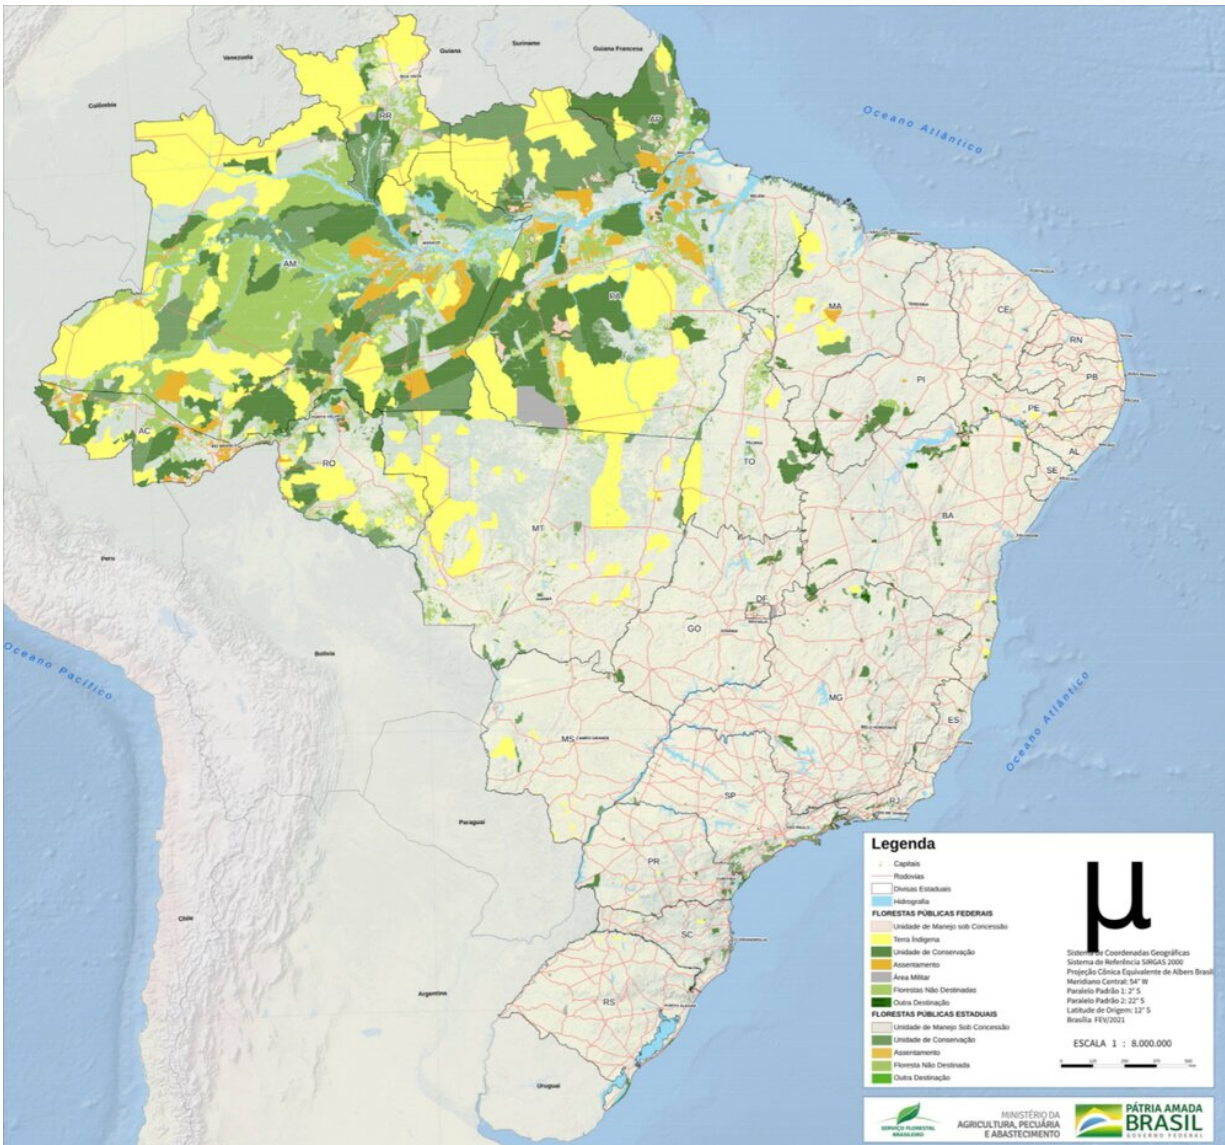 Venezuela
Guiana
Suriname
Guiana Francesa
Colômbia
Oceano Atlântico
RR
AP
AM
PA
MA
CE
RN
PB
PE
AL
SE
PI
AC
RO
TO
BA
MT
Peru
DF
GO
Bolívia
Oceano Pacífico
MG
ES
MS
CAMPO GRANDE
Oceano Atlântico
SP
RJ
Paraguai
PR
Chile
SC
Argentina
RS
Uruguai
Legenda
Capitais
Rodovias
Divisas Estaduais
Hidrografia
FLORESTAS PÚBLICAS FEDERAIS
Unidade de Manejo sob Concessão
Terra Índigena
Unidade de Conservação
Assentamento
Área Militar
Florestas Não Destinadas
Outra Destinação
FLORESTAS PÚBLICAS ESTADUAIS
Unidade de Manejo Sob Concessão
Unidade de Conservação
Assentamento
Floresta Não Destinada
Outra Destinação
µ
Sistema de Coordenadas Geográficas
Sistema de Referência SIRGAS 2000
Projeção Cônica Equivalente de Albers Brasil
Meridiano Central: 54° W
Paralelo Padrão 1: 2° S
Paralelo Padrão 2: 22° S
Latitude de Origem: 12° S
Brasília FEV/2021
ESCALA 1 : 8.000.000
SERVIÇO FLORESTAL
BRASILEIRO
MINISTÉRIO DA
AGRICULTURA, PECUÁRIA
E ABASTECIMENTO
PÁTRIA AMADA
BRASIL
GOVERNO FEDERAL